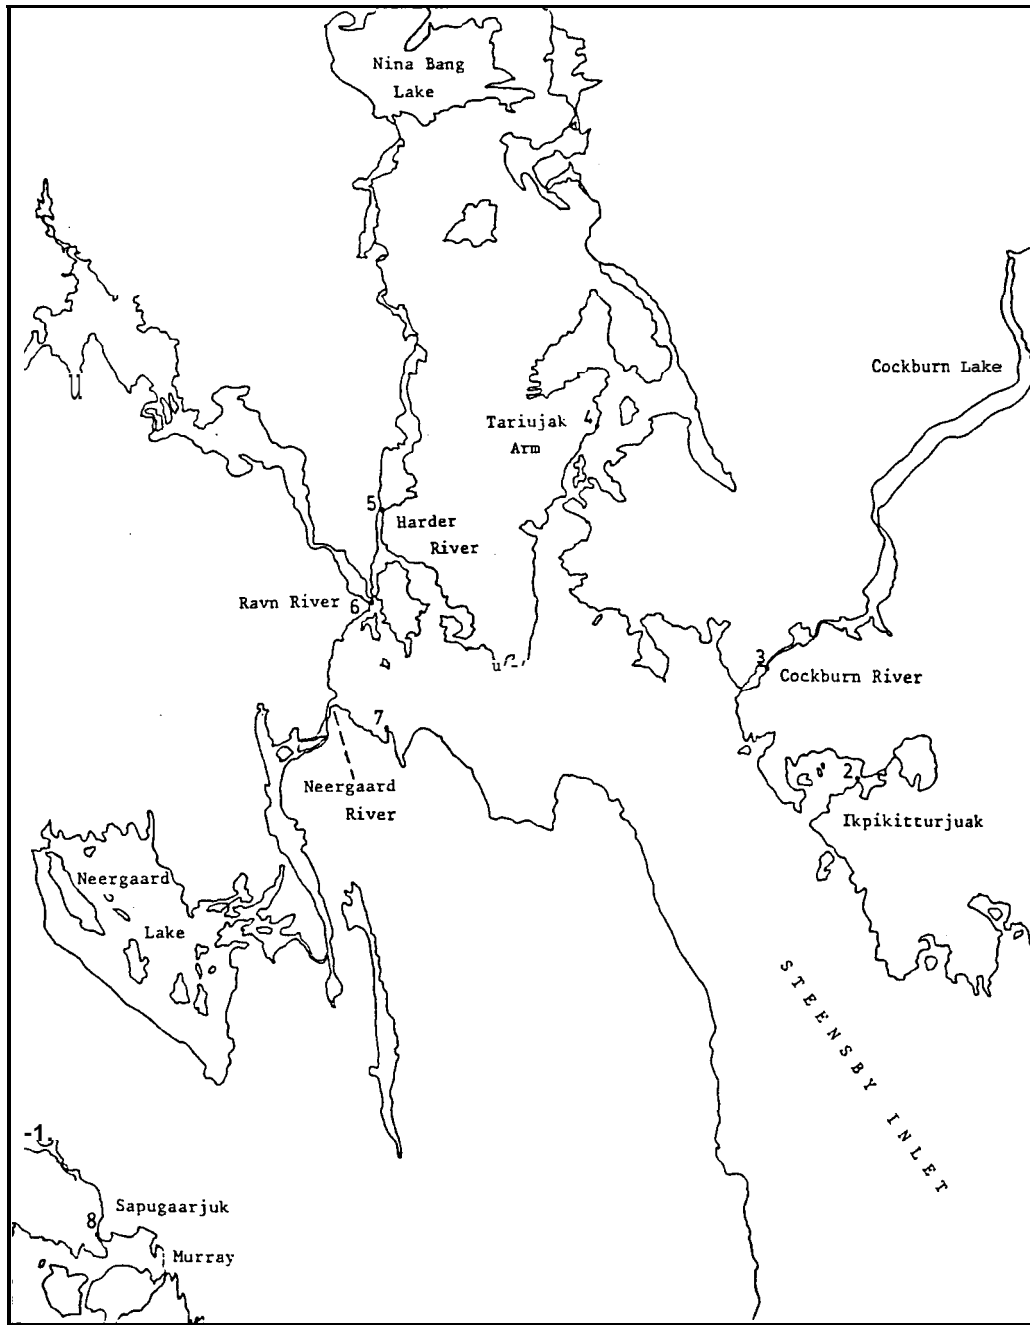 Nina Bang
Lake
Cockburn Lake
Tariujak
Arm
4
5
Harder
River
Ravn River
6
3
Cockburn River
7
2
Neergaard
River
Ikpikitturjuak
Neergaard
Lake
STEENSBY INLET
-1
Sapugaarjuk
8
Murray